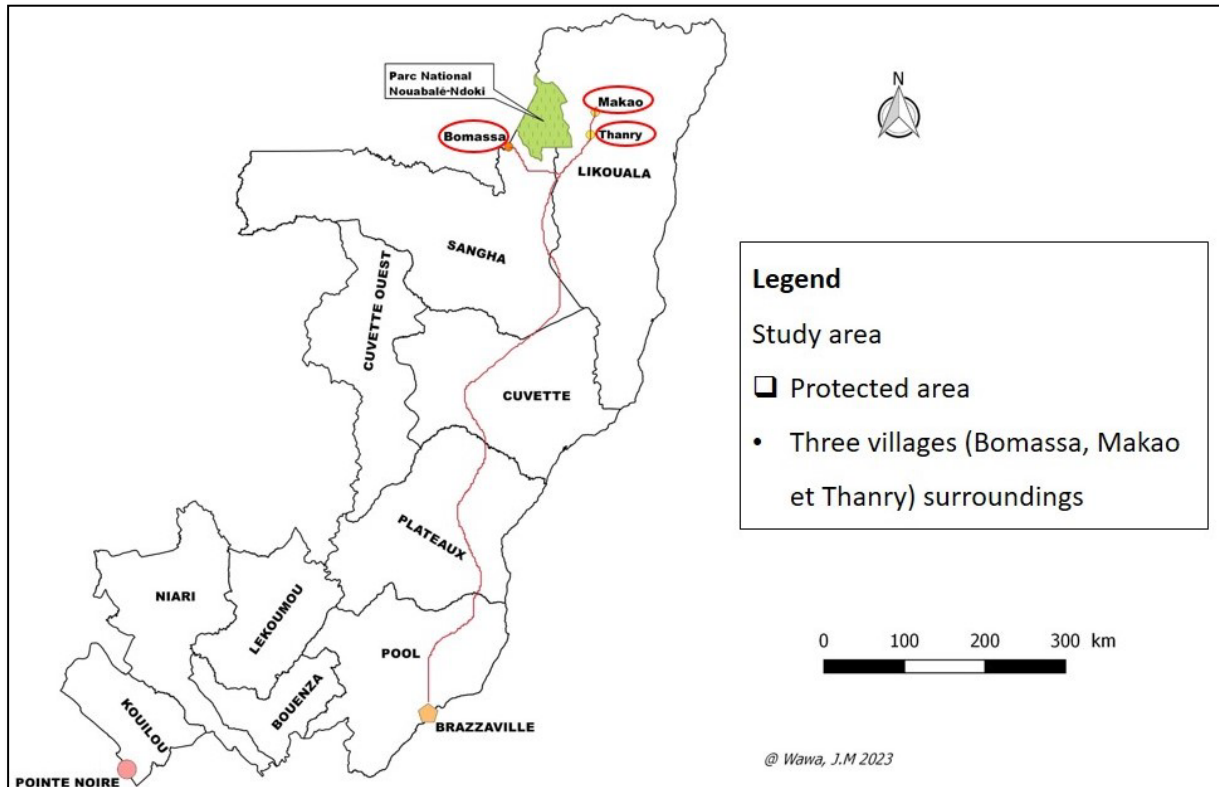 Parc National
Nouabalé-Ndoki
N
Makao
Bomassa
Thanry
LIKOUALA
SANGHA
CUVETTE OUEST
CUVETTE
PLATEAUX
NIARI
LEKOUMOU
POOL
BOUENZA
KOUILOU
BRAZZAVILLE
POINTE NOIRE
Legend
Study area
❑ Protected area
• Three villages (Bomassa, Makao
et Thanry) surroundings
0 100 200 300 km
@ Wawa, J.M 2023